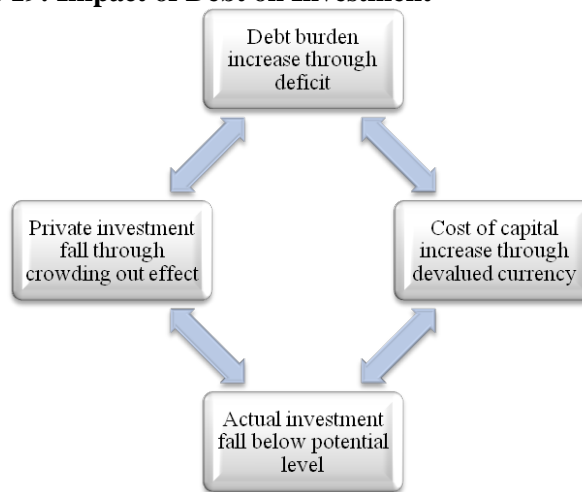 Impact of Debt on Investment
Debt burden
increase through
deficit
Private investment
fall through
crowding out effect
Cost of capital
increase through
devalued currency
Actual investment
fall below potential
level